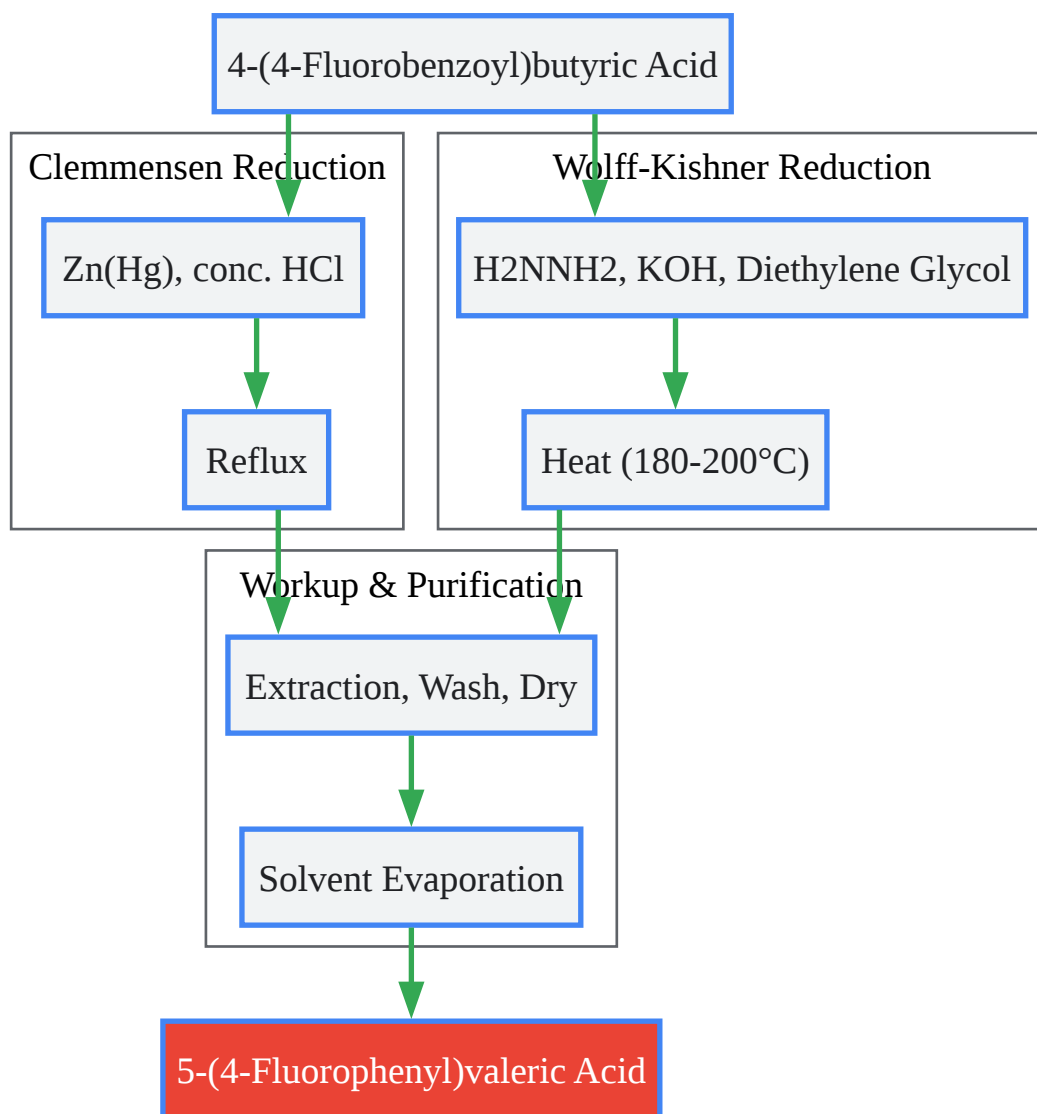 4-(4-Fluorobenzoyl)butyric Acid
Clemmensen Reduction
Wolff-Kishner Reduction
Zn(Hg), conc. HCl
H2NNH2, KOH, Diethylene Glycol
Reflux
Heat (180-200°C)
Workup & Purification
Extraction, Wash, Dry
Solvent Evaporation
5-(4-Fluorophenyl)valeric Acid